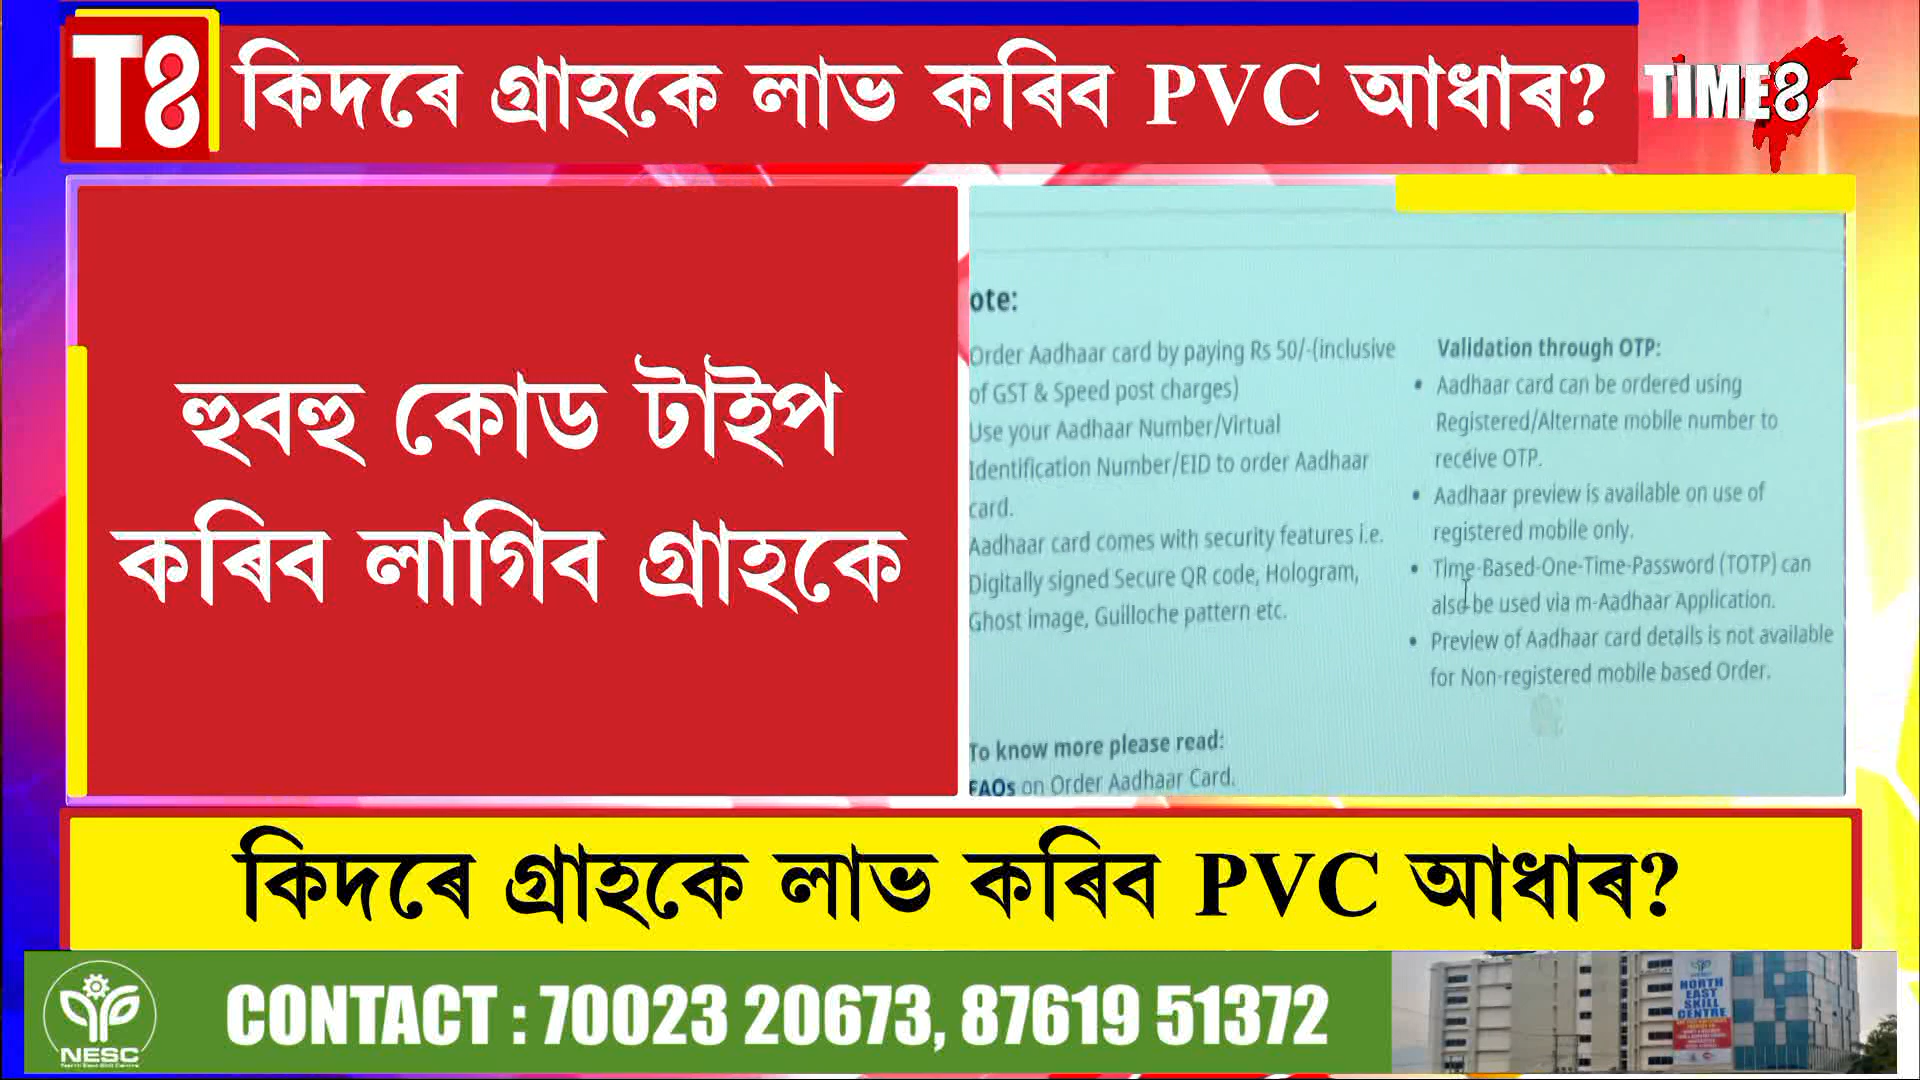 T8
কিদৰে গ্ৰাহকে লাভ কৰিব PVC আধাৰ?
TIME8
হুবহু কোড টাইপ
কৰিব লাগিব গ্ৰাহকে
ote:
Order Aadhaar card by paying Rs 50/-(inclusive
of GST & Speed post charges)
Use your Aadhaar Number/Virtual
Identification Number/EID to order Aadhaar
card.
Aadhaar card comes with security features i.e.
Digitally signed Secure QR code, Hologram,
Ghost image, Guilloche pattern etc.
To know more please read:
FAQs on Order Aadhaar Card.
Validation through OTP:
• Aadhaar card can be ordered using
Registered/Alternate mobile number to
receive OTP.
• Aadhaar preview is available on use of
registered mobile only.
• Time-Based-One-Time-Password (TOTP) can
also be used via m-Aadhaar Application.
• Preview of Aadhaar card details is not available
for Non-registered mobile based Order.
কিদৰে গ্ৰাহকে লাভ কৰিব PVC আধাৰ?
NESC
North East Skill Centre
CONTACT : 70023 20673, 87619 51372
NORTH
EAST
SKILL
CENTRE